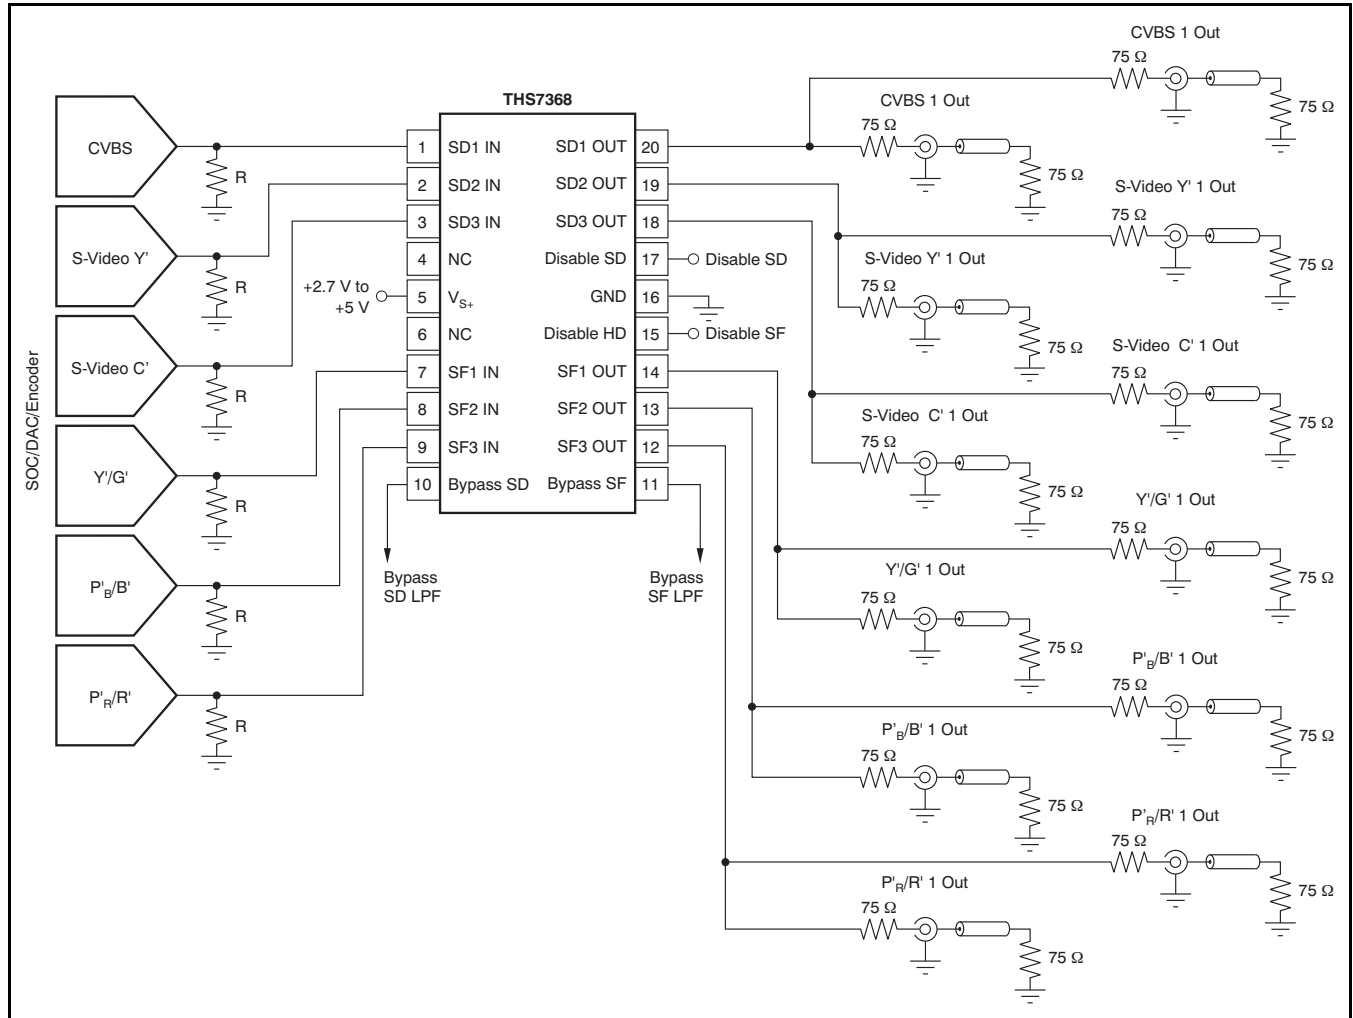 SOC/DAC/Encoder
CVBS
R
S-Video Y'
R
S-Video C'
R
Y'/G'
R
P'B/B'
R
P'R/R'
R
+2.7 V to
+5 V
THS7368
1 SD1 IN
2 SD2 IN
3 SD3 IN
4 NC
5 VS+
6 NC
7 SF1 IN
8 SF2 IN
9 SF3 IN
10 Bypass SD
SD1 OUT 20
SD2 OUT 19
SD3 OUT 18
Disable SD 17
GND 16
Disable HD 15
SF1 OUT 14
SF2 OUT 13
SF3 OUT 12
Bypass SF 11
Disable SD
Disable SF
Bypass
SD LPF
Bypass
SF LPF
CVBS 1 Out
75 Ω
75 Ω
CVBS 1 Out
75 Ω
75 Ω
S-Video Y' 1 Out
75 Ω
75 Ω
S-Video Y' 1 Out
75 Ω
75 Ω
S-Video C' 1 Out
75 Ω
75 Ω
S-Video C' 1 Out
75 Ω
75 Ω
Y'/G' 1 Out
75 Ω
75 Ω
Y'/G' 1 Out
75 Ω
75 Ω
P'B/B' 1 Out
75 Ω
75 Ω
P'B/B' 1 Out
75 Ω
75 Ω
P'R/R' 1 Out
75 Ω
75 Ω
P'R/R' 1 Out
75 Ω
75 Ω